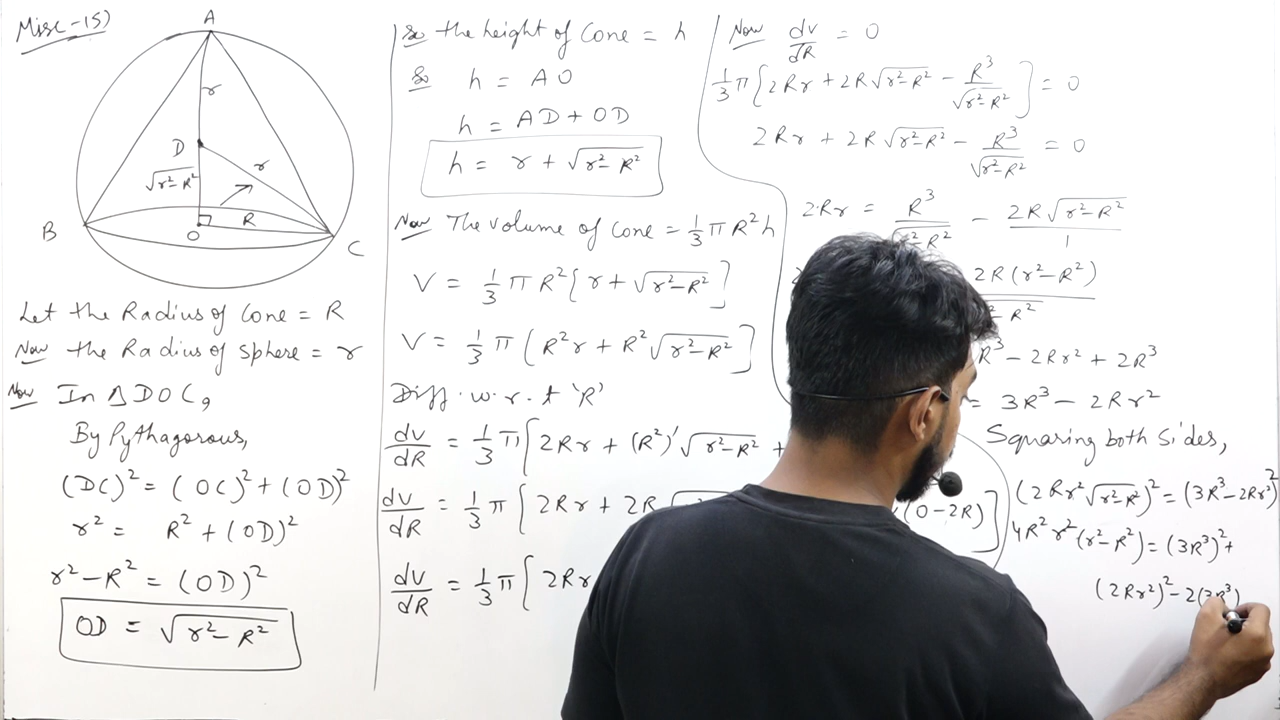 Misc-15)
A
r
D
r
√r²-R²
R
B
O
C
Let the Radius of Cone = R
Now the Radius of sphere = r
Now In ΔDOC,
By Pythagorous,
(DC)² = (OC)² + (OD)²
r² = R² + (OD)²
r² - R² = (OD)²
OD = √r² - R²
So the height of Cone = h
So h = AO
h = AD + OD
h = r + √r² - R²
Now The Volume of Cone = 1/3 π R² h
V = 1/3 π R² [r + √r² - R²]
V = 1/3 π (R²r + R² √r² - R²]
Diff. w.r.t 'R'
dv/dR = 1/3 π [2Rr + (R²)' √r² - R² +
dv/dR = 1/3 π [2Rr + 2R (0 - 2R)]
dv/dR = 1/3 π [2Rr
Now dv/dR = 0
1/3 π [2Rr + 2R √r² - R² - R³/√r² - R²] = 0
2Rr + 2R √r² - R² - R³/√r² - R² = 0
2Rr = R³/√r² - R² - 2R √r² - R²/1
2R (r² - R²)
R³ - 2Rr² + 2R³
= 3R³ - 2Rr²
Squaring both sides,
(2Rr² √r² - R²)² = (3R³ - 2Rr²)²
4R² r² (r² - R²) = (3R³)² +
(2Rr²)² - 2(3R³)